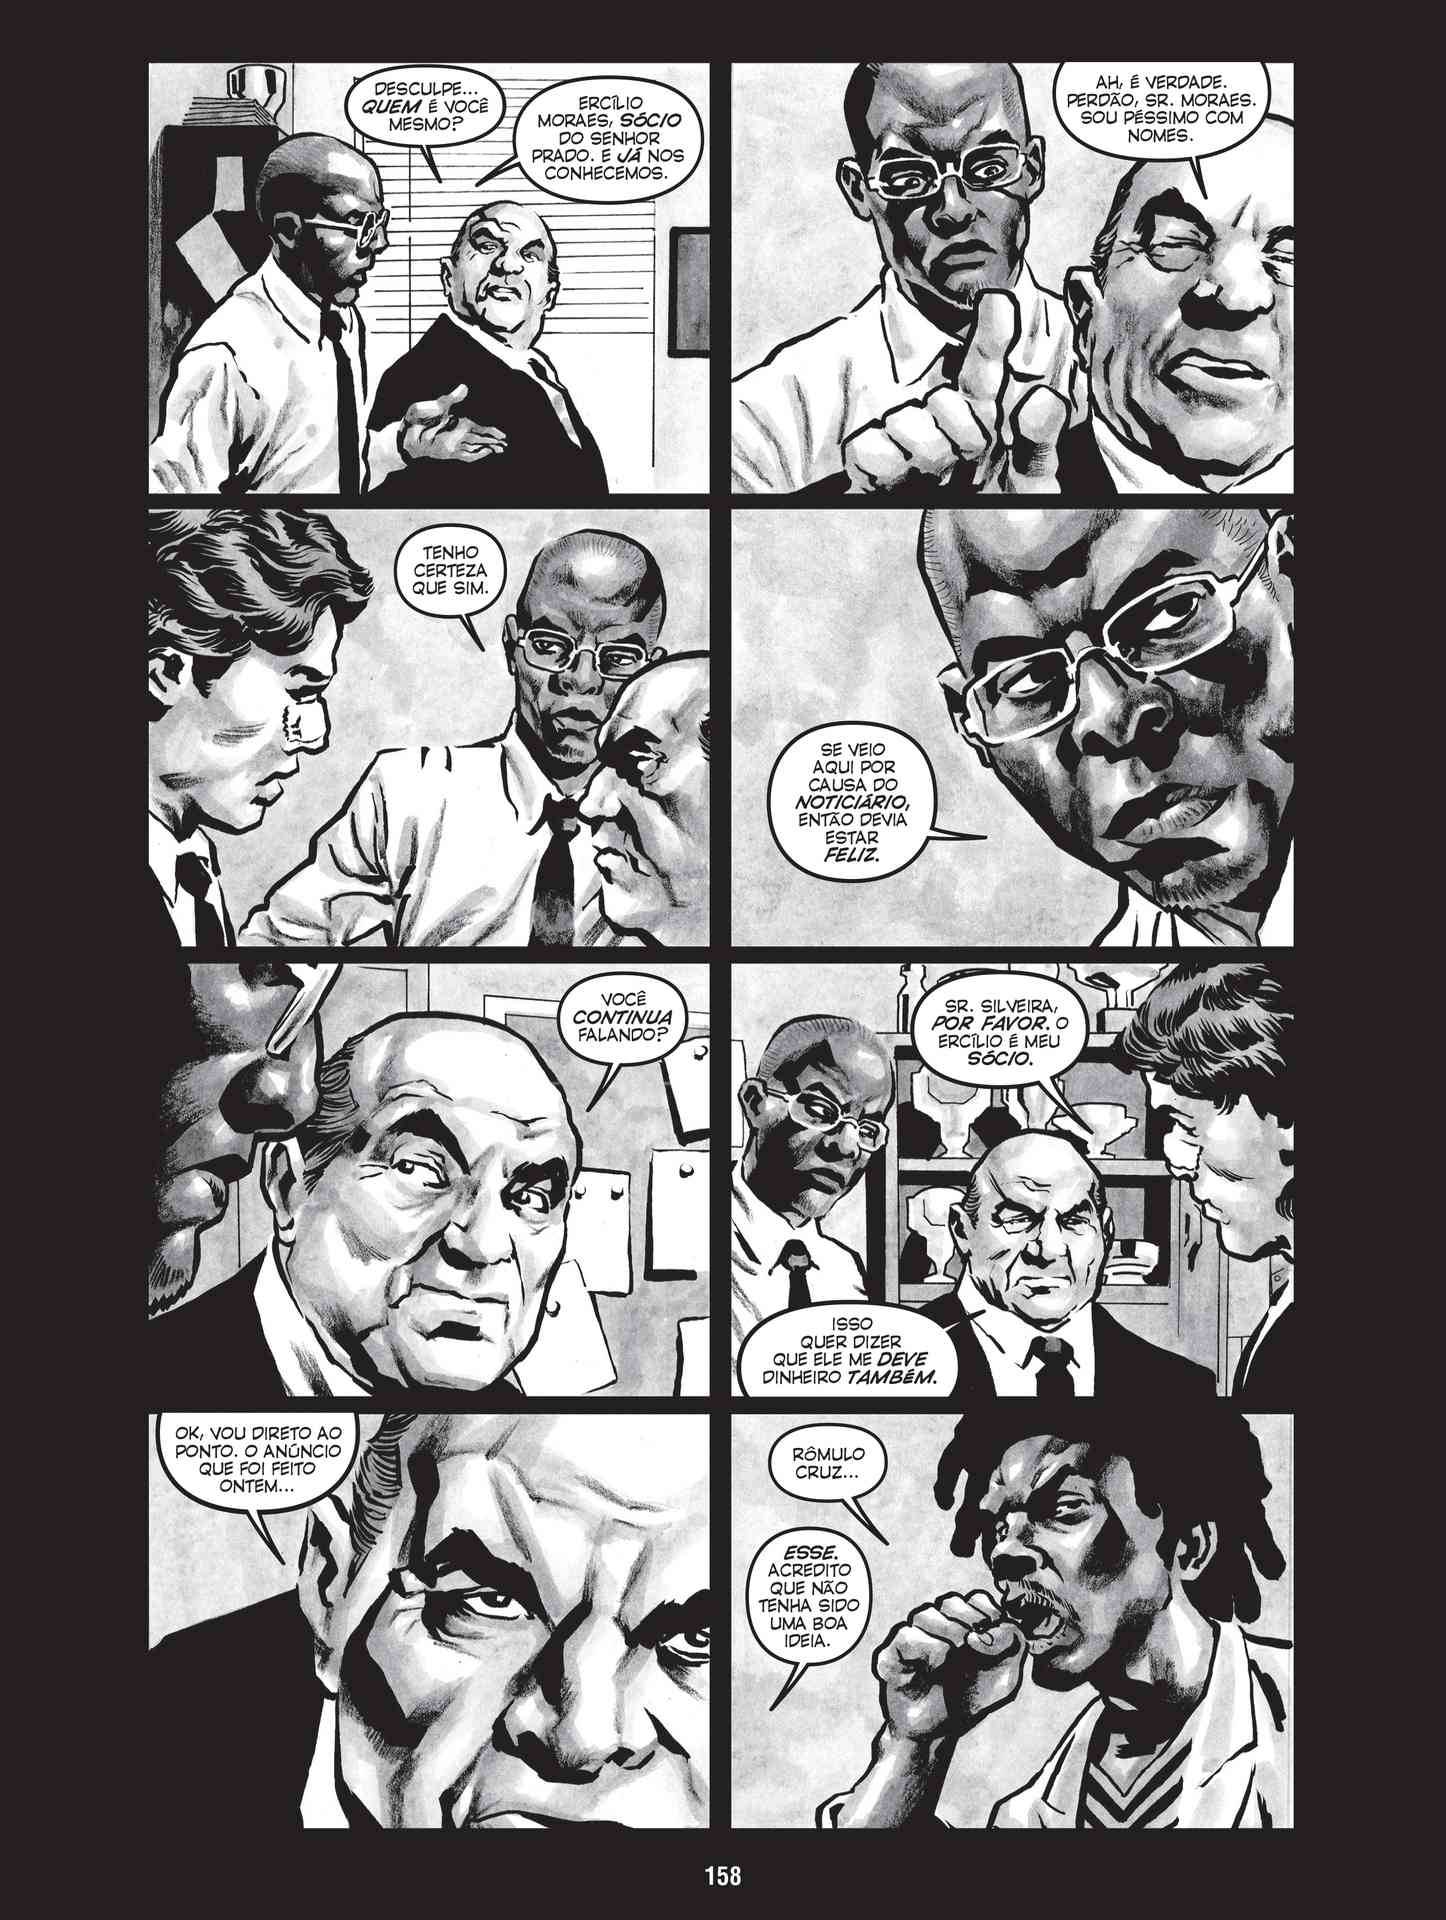 DESCULPE...
QUEM É VOCÊ
MESMO?
ERCÍLIO
MORAES, SÓCIO
DO SENHOR
PRADO. E JÁ NOS
CONHECEMOS.
AH, É VERDADE.
PERDÃO, SR. MORAES.
SOU PÉSSIMO COM
NOMES.
TENHO
CERTEZA
QUE SIM.
SE VEIO
AQUI POR
CAUSA DO
NOTICIÁRIO,
ENTÃO DEVIA
ESTAR
FELIZ.
VOCÊ
CONTINUA
FALANDO?
SR. SILVEIRA,
POR FAVOR. O
ERCÍLIO É MEU
SÓCIO.
ISSO
QUER DIZER
QUE ELE ME DEVE
DINHEIRO TAMBÉM.
OK, VOU DIRETO AO
PONTO. O ANÚNCIO
QUE FOI FEITO
ONTEM...
RÔMULO
CRUZ...
ESSE.
ACREDITO
QUE NÃO
TENHA SIDO
UMA BOA
IDEIA.
158